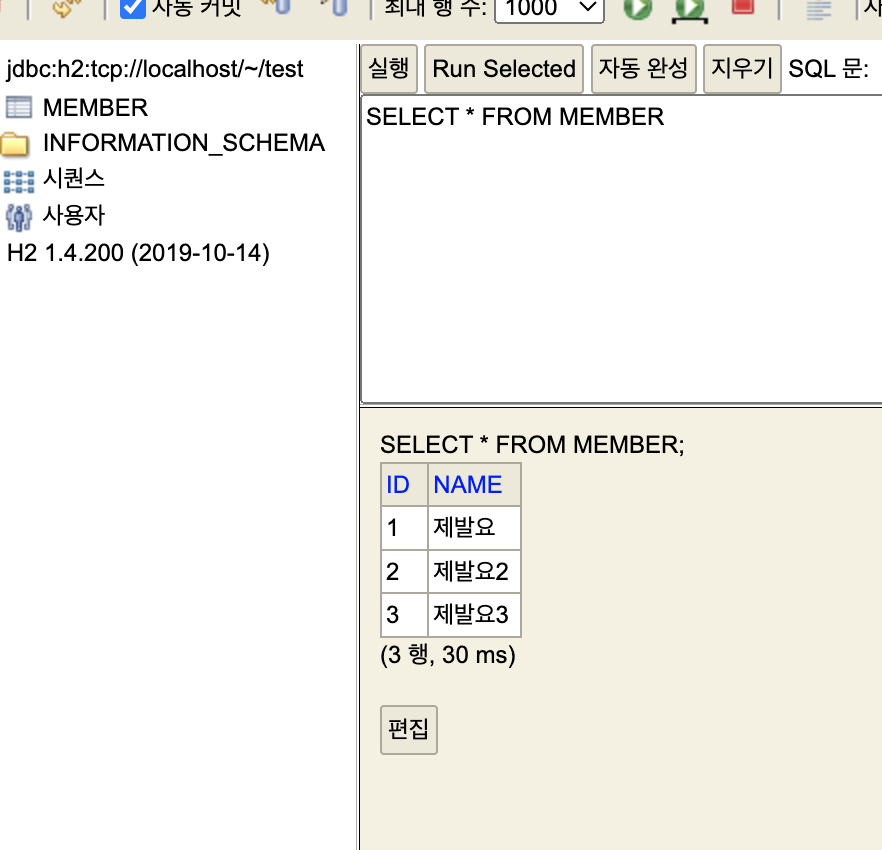 자동 커밋 최대 행 수: 1000
jdbc:h2:tcp://localhost/~/test
MEMBER
INFORMATION_SCHEMA
시퀀스
사용자
H2 1.4.200 (2019-10-14)
실행 Run Selected 자동 완성 지우기 SQL 문:
SELECT * FROM MEMBER
SELECT * FROM MEMBER;
ID NAME
1 제발요
2 제발요2
3 제발요3
(3 행, 30 ms)
편집